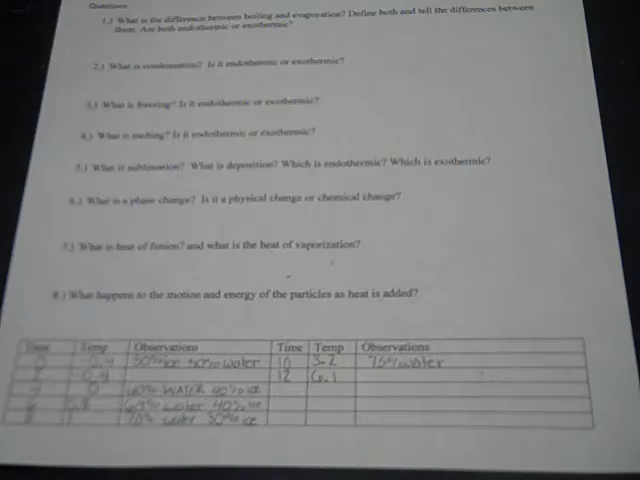 Questions
1.) What is the difference between boiling and evaporation? Define both and tell the differences between
them. Are both endothermic or exothermic?
2.) What is condensation? Is it endothermic or exothermic?
3.) What is freezing? Is it endothermic or exothermic?
4.) What is melting? Is it endothermic or exothermic?
5.) What is sublimation? What is deposition? Which is endothermic? Which is exothermic?
6.) What is a phase change? Is it a physical change or chemical change?
7.) What is heat of fusion? and what is the heat of vaporization?
8.) What happens to the motion and energy of the particles as heat is added?
Time Temp Observations Time Temp Observations
50% ice 50% water 10 3.2 75% water
12 6.1
0 WATER 40% ice
water 40% ice
70% water 30% ice